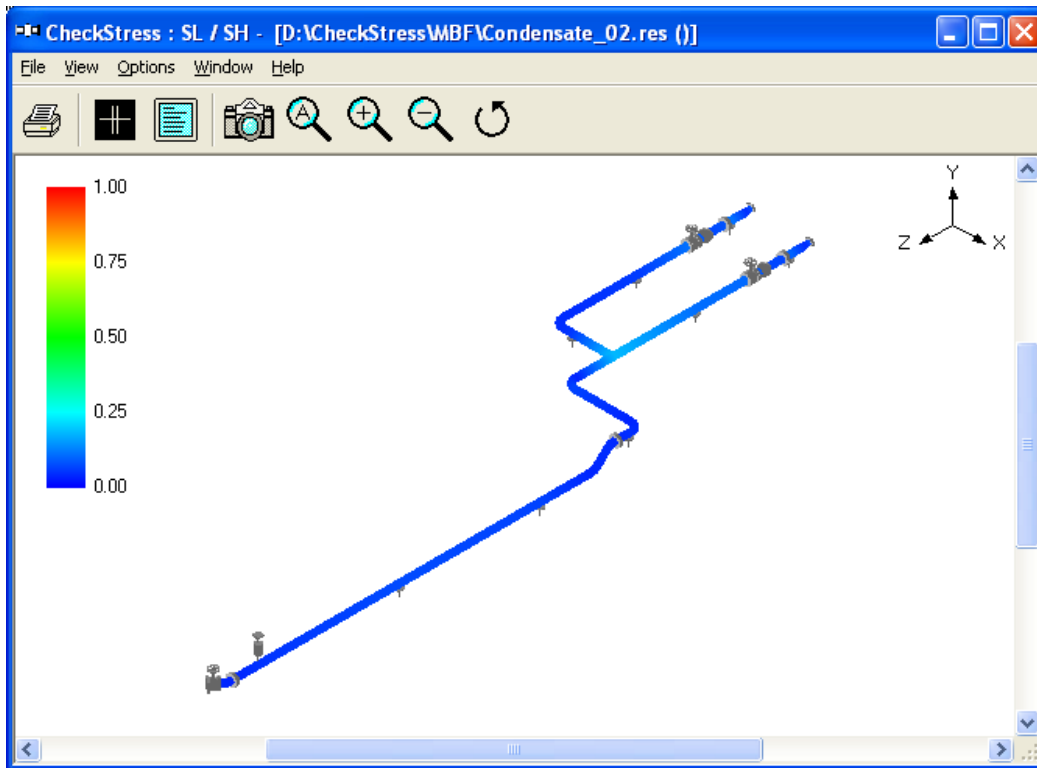 CheckStress : SL / SH - [D:\CheckStress\MBF\Condensate_02.res ()]
File View Options Window Help
A
1.00
0.75
0.50
0.25
0.00
Y
Z
X